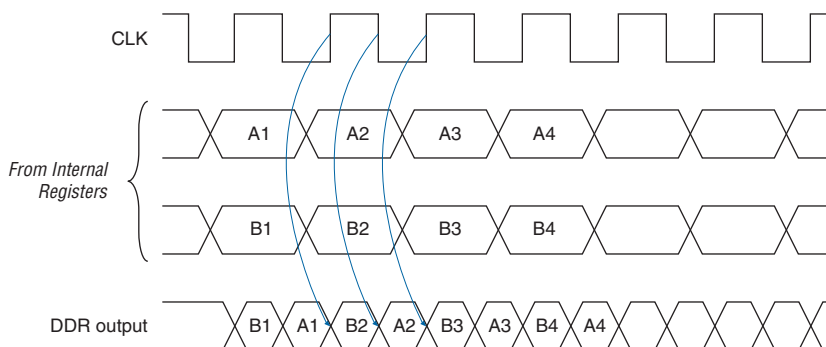 CLK
A1 A2 A3 A4
From Internal
Registers
B1 B2 B3 B4
DDR output B1 A1 B2 A2 B3 A3 B4 A4